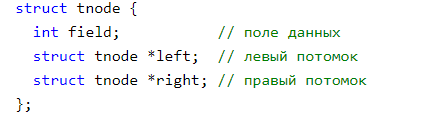 struct tnode {
  int field;           // поле данных
  struct tnode *left;  // левый потомок
  struct tnode *right; // правый потомок
};